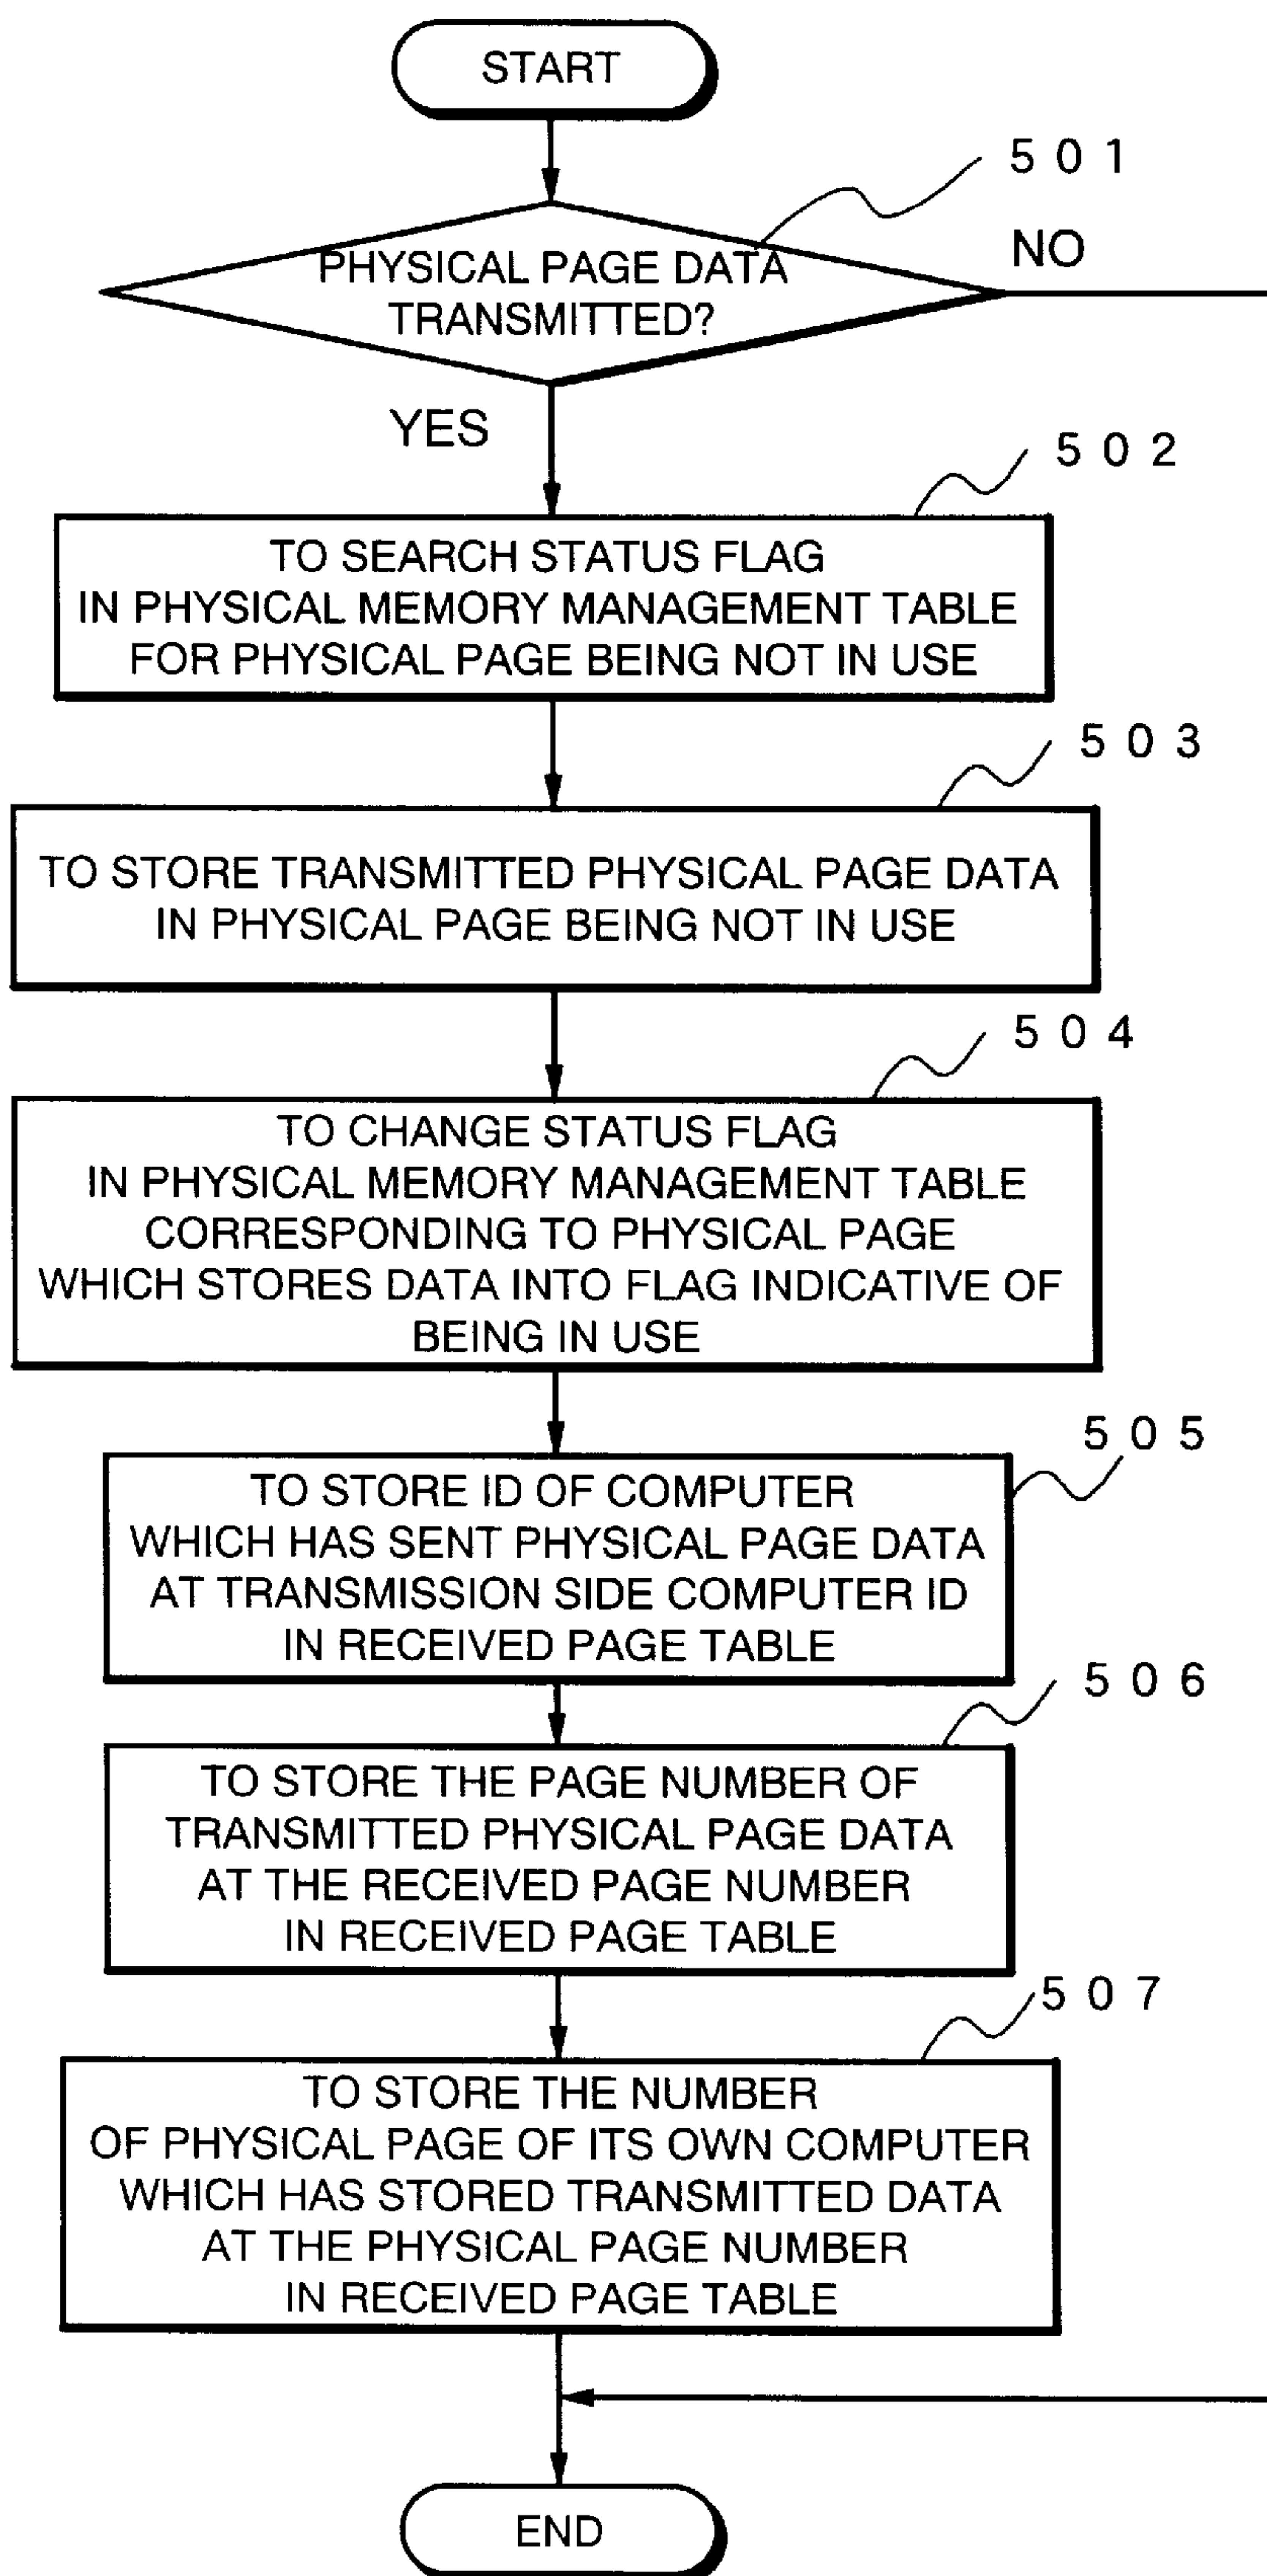 START
501
PHYSICAL PAGE DATA
TRANSMITTED?
NO
YES
502
TO SEARCH STATUS FLAG
IN PHYSICAL MEMORY MANAGEMENT TABLE
FOR PHYSICAL PAGE BEING NOT IN USE
503
TO STORE TRANSMITTED PHYSICAL PAGE DATA
IN PHYSICAL PAGE BEING NOT IN USE
504
TO CHANGE STATUS FLAG
IN PHYSICAL MEMORY MANAGEMENT TABLE
CORRESPONDING TO PHYSICAL PAGE
WHICH STORES DATA INTO FLAG INDICATIVE OF
BEING IN USE
505
TO STORE ID OF COMPUTER
WHICH HAS SENT PHYSICAL PAGE DATA
AT TRANSMISSION SIDE COMPUTER ID
IN RECEIVED PAGE TABLE
506
TO STORE THE PAGE NUMBER OF
TRANSMITTED PHYSICAL PAGE DATA
AT THE RECEIVED PAGE NUMBER
IN RECEIVED PAGE TABLE
507
TO STORE THE NUMBER
OF PHYSICAL PAGE OF ITS OWN COMPUTER
WHICH HAS STORED TRANSMITTED DATA
AT THE PHYSICAL PAGE NUMBER
IN RECEIVED PAGE TABLE
END